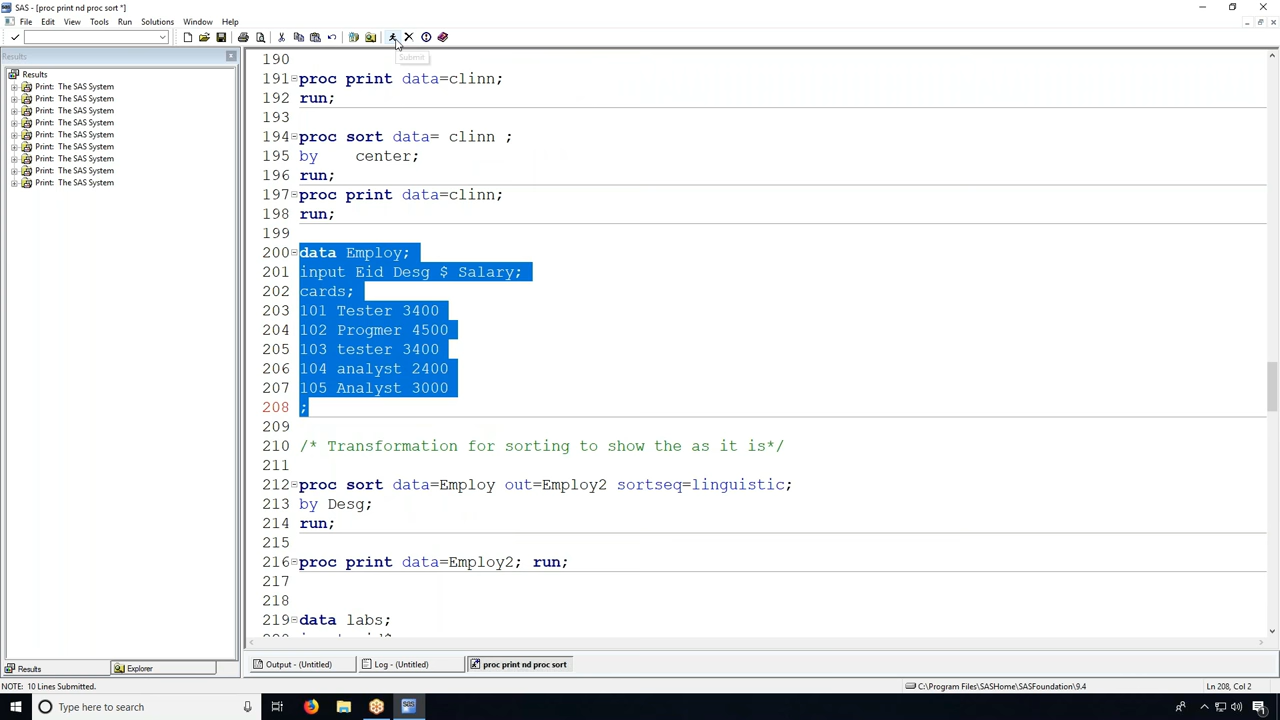 SAS - [proc print nd proc sort *]
File Edit View Tools Run Solutions Window Help
Submit
Results
Results
Print: The SAS System
Print: The SAS System
Print: The SAS System
Print: The SAS System
Print: The SAS System
Print: The SAS System
Print: The SAS System
Print: The SAS System
Print: The SAS System
190
191 proc print data=clinn;
192 run;
193
194 proc sort data= clinn ;
195 by center;
196 run;
197 proc print data=clinn;
198 run;
199
200 data Employ;
201 input Eid Desg $ Salary;
202 cards;
203 101 Tester 3400
204 102 Progmer 4500
205 103 tester 3400
206 104 analyst 2400
207 105 Analyst 3000
208 ;
209
210 /* Transformation for sorting to show the as it is*/
211
212 proc sort data=Employ out=Employ2 sortseq=linguistic;
213 by Desg;
214 run;
215
216 proc print data=Employ2; run;
217
218
219 data labs;
Results Explorer
Output - (Untitled) Log - (Untitled) proc print nd proc sort
NOTE: 10 Lines Submitted. C:\Program Files\SASHome\SASFoundation\9.4 Ln 208, Col 2
Type here to search